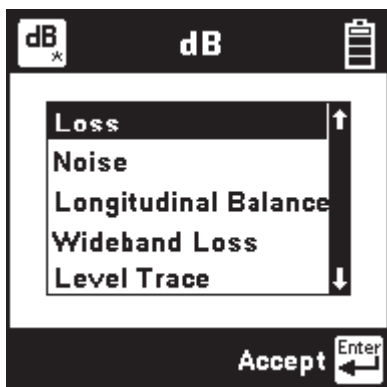 dB
*
dB
Loss
Noise
Longitudinal Balance
Wideband Loss
Level Trace
Accept
Enter